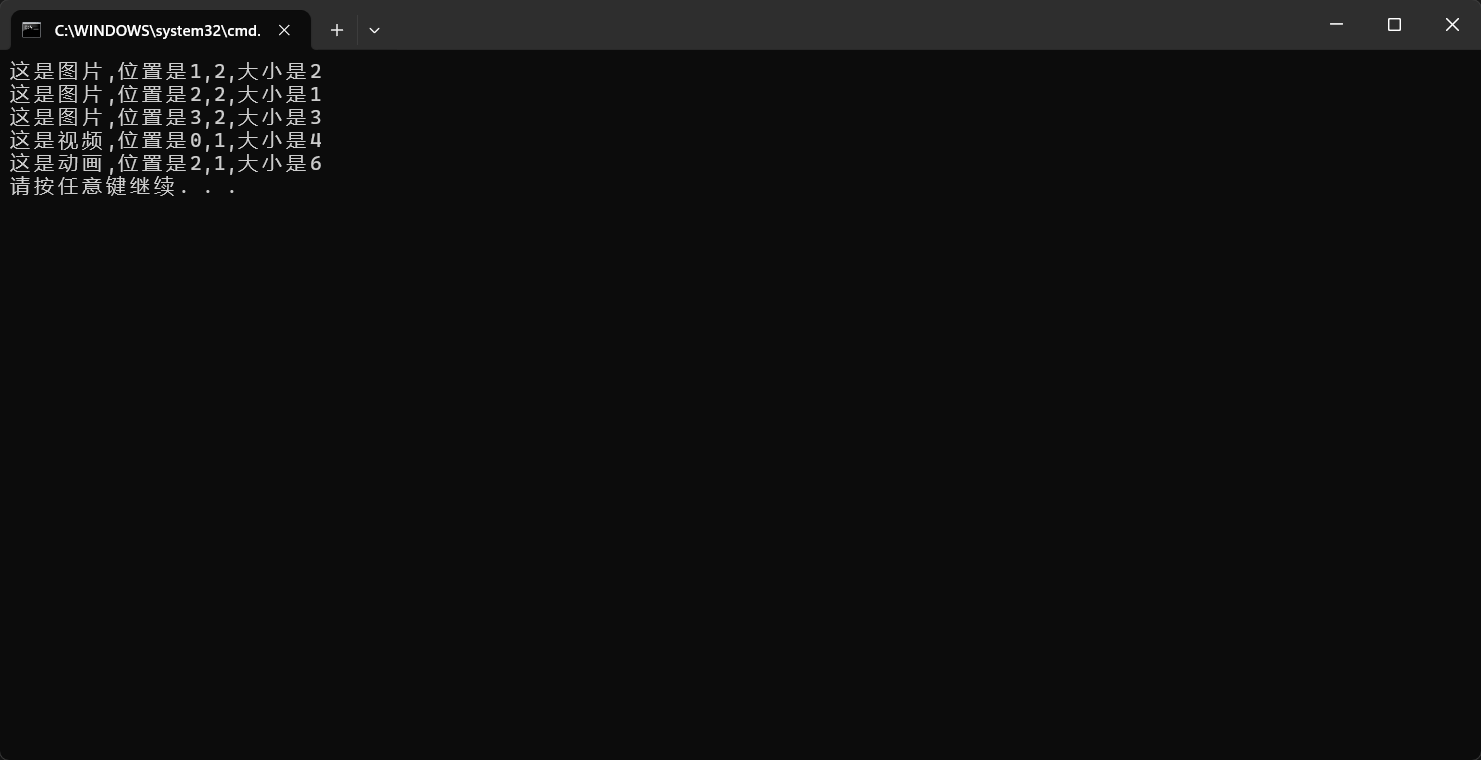 C:\WINDOWS\system32\cmd.
这是图片,位置是1,2,大小是2
这是图片,位置是2,2,大小是1
这是图片,位置是3,2,大小是3
这是视频,位置是0,1,大小是4
这是动画,位置是2,1,大小是6
请按任意键继续. . .